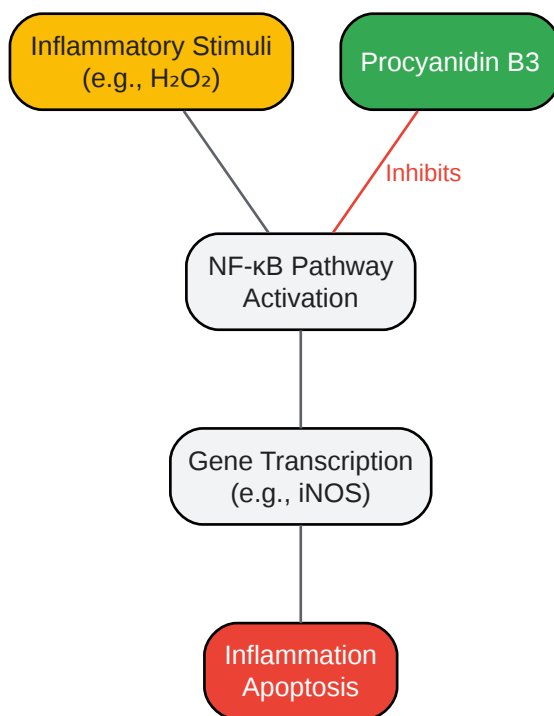 Inflammatory Stimuli
(e.g., H₂O₂)
Procyanidin B3
Inhibits
NF-κB Pathway
Activation
Gene Transcription
(e.g., iNOS)
Inflammation
Apoptosis